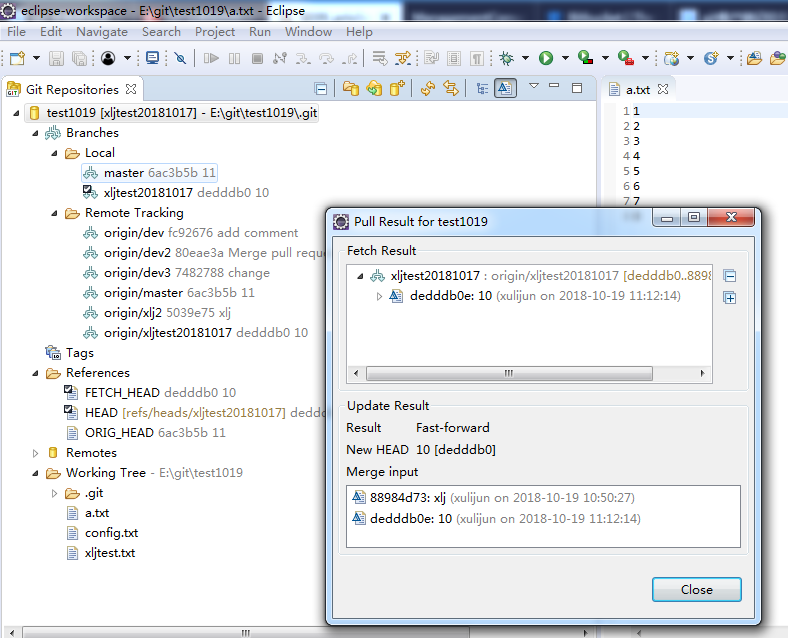 eclipse-workspace - E:\git\test1019\a.txt - Eclipse
File Edit Navigate Search Project Run Window Help
Git Repositories
test1019 [xljtest20181017] - E:\git\test1019\.git
Branches
Local
master 6ac3b5b 11
xljtest20181017 dedddb0 10
Remote Tracking
origin/dev fc92676 add comment
origin/dev2 80eae3a Merge pull requ
origin/dev3 7482788 change
origin/master 6ac3b5b 11
origin/xlj2 5039e75 xlj
origin/xljtest20181017 dedddb0 10
Tags
References
FETCH_HEAD dedddb0 10
HEAD [refs/heads/xljtest20181017] dedddb
ORIG_HEAD 6ac3b5b 11
Remotes
Working Tree - E:\git\test1019
.git
a.txt
config.txt
xljtest.txt
a.txt
1 1
2 2
3 3
4 4
5 5
6 6
7 7
Pull Result for test1019
Fetch Result
xljtest20181017 : origin/xljtest20181017 [dedddb0..8898
dedddb0e: 10 (xulijun on 2018-10-19 11:12:14)
Update Result
Result Fast-forward
New HEAD 10 [dedddb0]
Merge input
88984d73: xlj (xulijun on 2018-10-19 10:50:27)
dedddb0e: 10 (xulijun on 2018-10-19 11:12:14)
Close